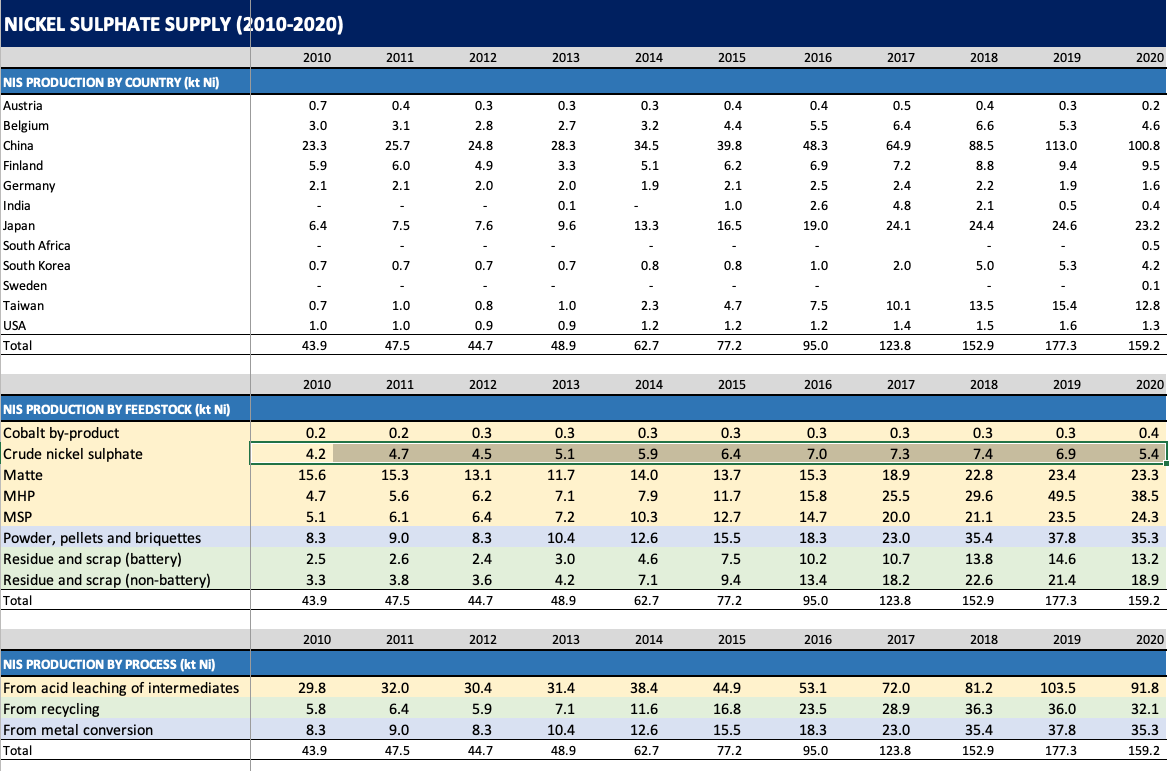 NICKEL SULPHATE SUPPLY (2010-2020)
2010 2011 2012 2013 2014 2015 2016 2017 2018 2019 2020
NIS PRODUCTION BY COUNTRY (kt Ni)
Austria 0.7 0.4 0.3 0.3 0.3 0.4 0.4 0.5 0.4 0.3 0.2
Belgium 3.0 3.1 2.8 2.7 3.2 4.4 5.5 6.4 6.6 5.3 4.6
China 23.3 25.7 24.8 28.3 34.5 39.8 48.3 64.9 88.5 113.0 100.8
Finland 5.9 6.0 4.9 3.3 5.1 6.2 6.9 7.2 8.8 9.4 9.5
Germany 2.1 2.1 2.0 2.0 1.9 2.1 2.5 2.4 2.2 1.9 1.6
India - - - 0.1 - 1.0 2.6 4.8 2.1 0.5 0.4
Japan 6.4 7.5 7.6 9.6 13.3 16.5 19.0 24.1 24.4 24.6 23.2
South Africa - - - - - - - - - 0.5
South Korea 0.7 0.7 0.7 0.7 0.8 0.8 1.0 2.0 5.0 5.3 4.2
Sweden - - - - - - - - - 0.1
Taiwan 0.7 1.0 0.8 1.0 2.3 4.7 7.5 10.1 13.5 15.4 12.8
USA 1.0 1.0 0.9 0.9 1.2 1.2 1.2 1.4 1.5 1.6 1.3
Total 43.9 47.5 44.7 48.9 62.7 77.2 95.0 123.8 152.9 177.3 159.2
2010 2011 2012 2013 2014 2015 2016 2017 2018 2019 2020
NIS PRODUCTION BY FEEDSTOCK (kt Ni)
Cobalt by-product 0.2 0.2 0.3 0.3 0.3 0.3 0.3 0.3 0.3 0.3 0.4
Crude nickel sulphate 4.2 4.7 4.5 5.1 5.9 6.4 7.0 7.3 7.4 6.9 5.4
Matte 15.6 15.3 13.1 11.7 14.0 13.7 15.3 18.9 22.8 23.4 23.3
MHP 4.7 5.6 6.2 7.1 7.9 11.7 15.8 25.5 29.6 49.5 38.5
MSP 5.1 6.1 6.4 7.2 10.3 12.7 14.7 20.0 21.1 23.5 24.3
Powder, pellets and briquettes 8.3 9.0 8.3 10.4 12.6 15.5 18.3 23.0 35.4 37.8 35.3
Residue and scrap (battery) 2.5 2.6 2.4 3.0 4.6 7.5 10.2 10.7 13.8 14.6 13.2
Residue and scrap (non-battery) 3.3 3.8 3.6 4.2 7.1 9.4 13.4 18.2 22.6 21.4 18.9
Total 43.9 47.5 44.7 48.9 62.7 77.2 95.0 123.8 152.9 177.3 159.2
2010 2011 2012 2013 2014 2015 2016 2017 2018 2019 2020
NIS PRODUCTION BY PROCESS (kt Ni)
From acid leaching of intermediates 29.8 32.0 30.4 31.4 38.4 44.9 53.1 72.0 81.2 103.5 91.8
From recycling 5.8 6.4 5.9 7.1 11.6 16.8 23.5 28.9 36.3 36.0 32.1
From metal conversion 8.3 9.0 8.3 10.4 12.6 15.5 18.3 23.0 35.4 37.8 35.3
Total 43.9 47.5 44.7 48.9 62.7 77.2 95.0 123.8 152.9 177.3 159.2